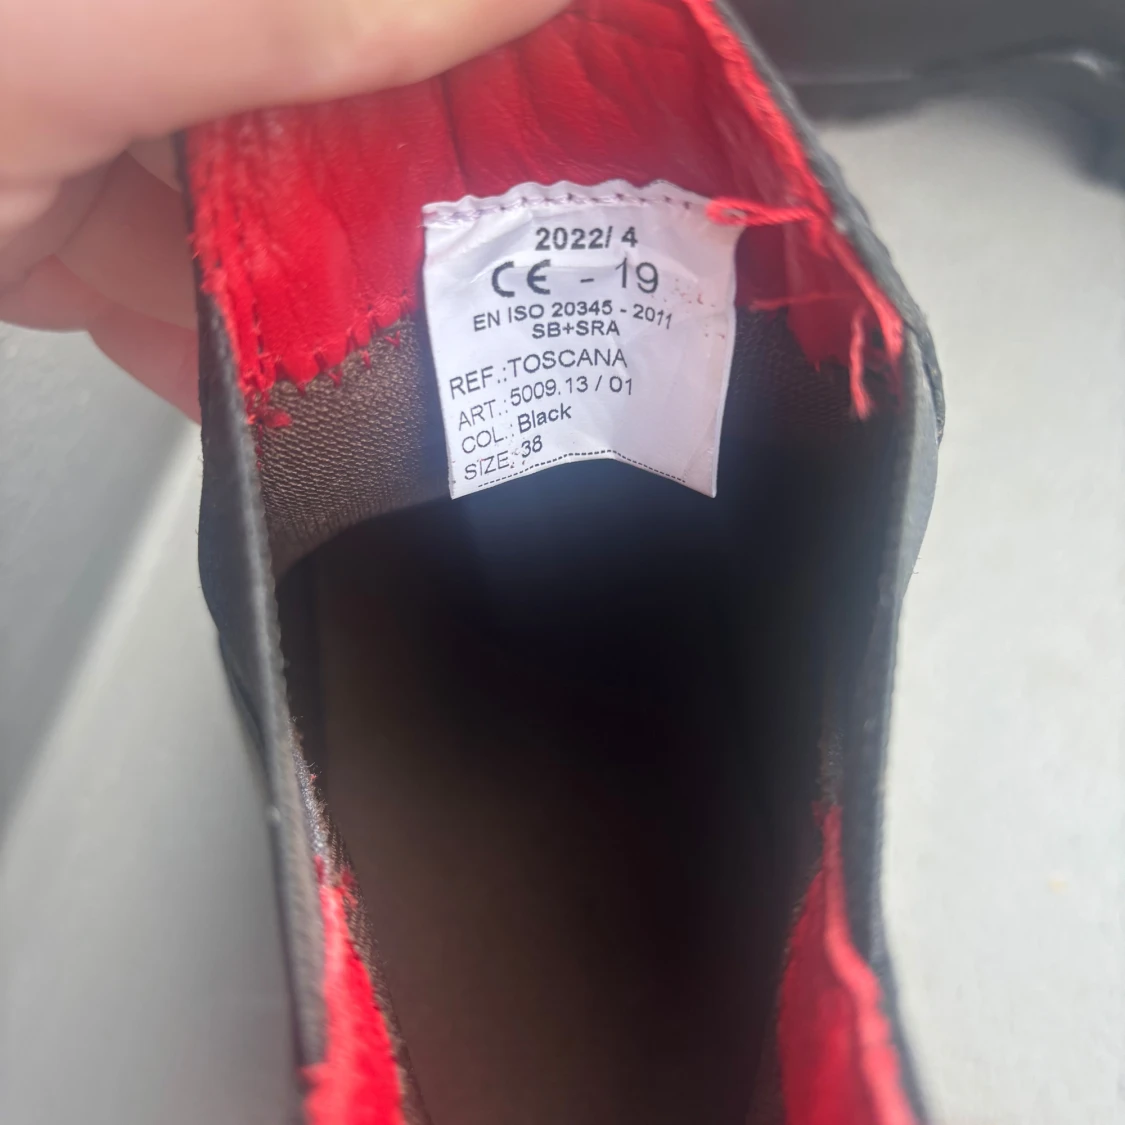 2022/ 4
CE - 19
EN ISO 20345 - 2011
SB+SRA
REF.:TOSCANA
ART.:5009.13 / 01
COL.:Black
SIZE:38